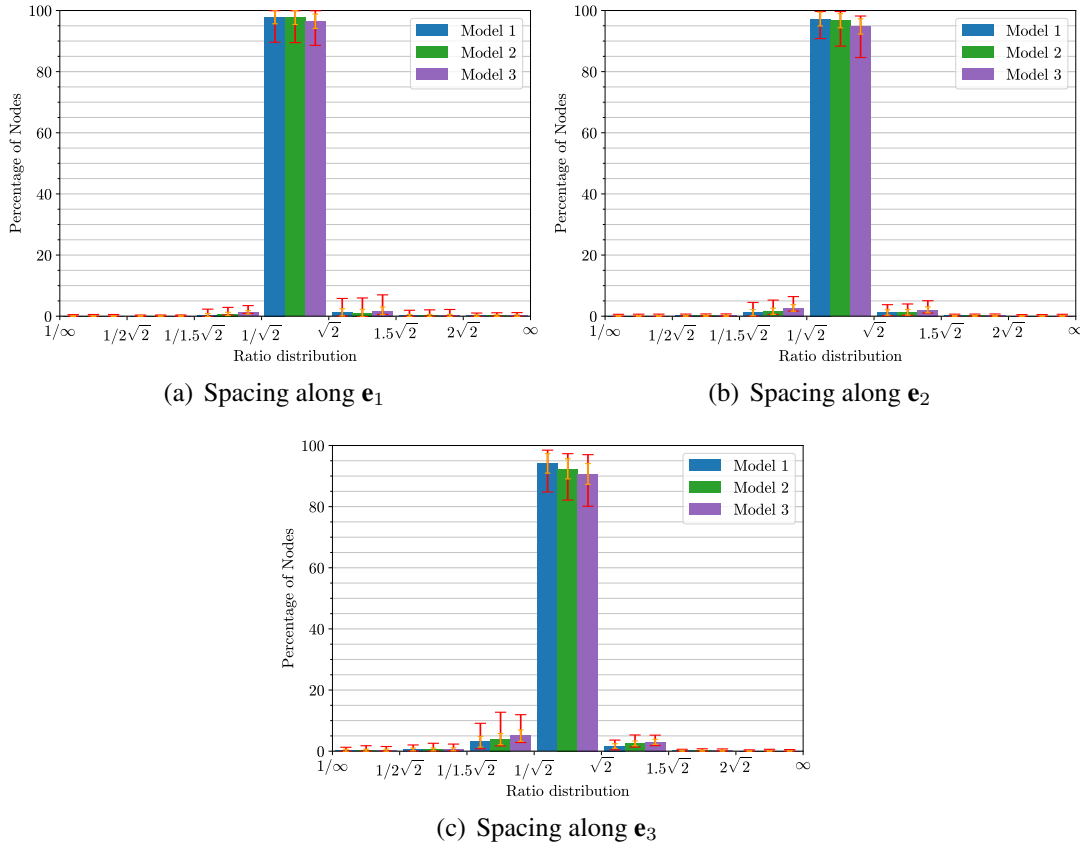 Percentage of Nodes
100
80
60
40
20
0
Model 1
Model 2
Model 3
1/∞ 1/2√2 1/1.5√2 1/√2 √2 1.5√2 2√2 ∞
Ratio distribution
(a) Spacing along e₁
Percentage of Nodes
100
80
60
40
20
0
Model 1
Model 2
Model 3
1/∞ 1/2√2 1/1.5√2 1/√2 √2 1.5√2 2√2 ∞
Ratio distribution
(b) Spacing along e₂
Percentage of Nodes
100
80
60
40
20
0
Model 1
Model 2
Model 3
1/∞ 1/2√2 1/1.5√2 1/√2 √2 1.5√2 2√2 ∞
Ratio distribution
(c) Spacing along e₃